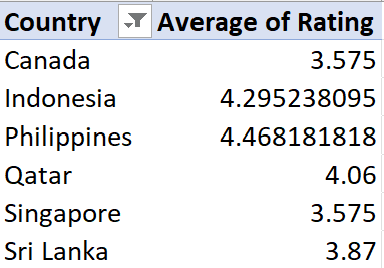 Country Average of Rating
Canada 3.575
Indonesia 4.295238095
Philippines 4.468181818
Qatar 4.06
Singapore 3.575
Sri Lanka 3.87